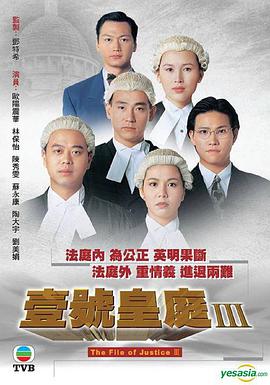 監製：鄧特希
演員：歐陽震華 林保怡
陳秀雯 蘇永康
陶大宇 劉美娟
法庭內 為公正 英明果斷
法庭外 重情義 進退兩難
壹號皇庭III
The File of Justice III
TVB
yesasia.com